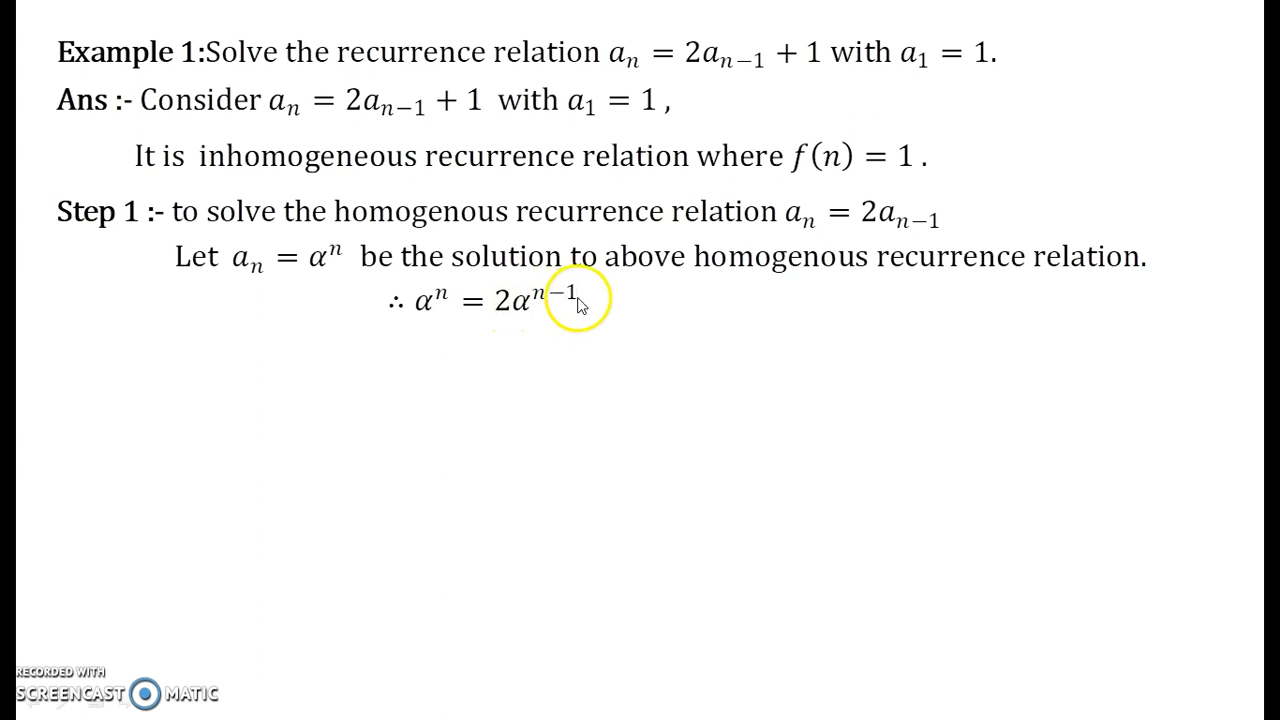 Example 1:Solve the recurrence relation aₙ = 2aₙ₋₁ + 1 with a₁ = 1.
Ans :- Consider aₙ = 2aₙ₋₁ + 1 with a₁ = 1 ,
It is inhomogeneous recurrence relation where f(n) = 1 .
Step 1 :- to solve the homogenous recurrence relation aₙ = 2aₙ₋₁
Let aₙ = αⁿ be the solution to above homogenous recurrence relation.
∴ αⁿ = 2αⁿ⁻¹
RECORDED WITH
SCREENCAST MATIC